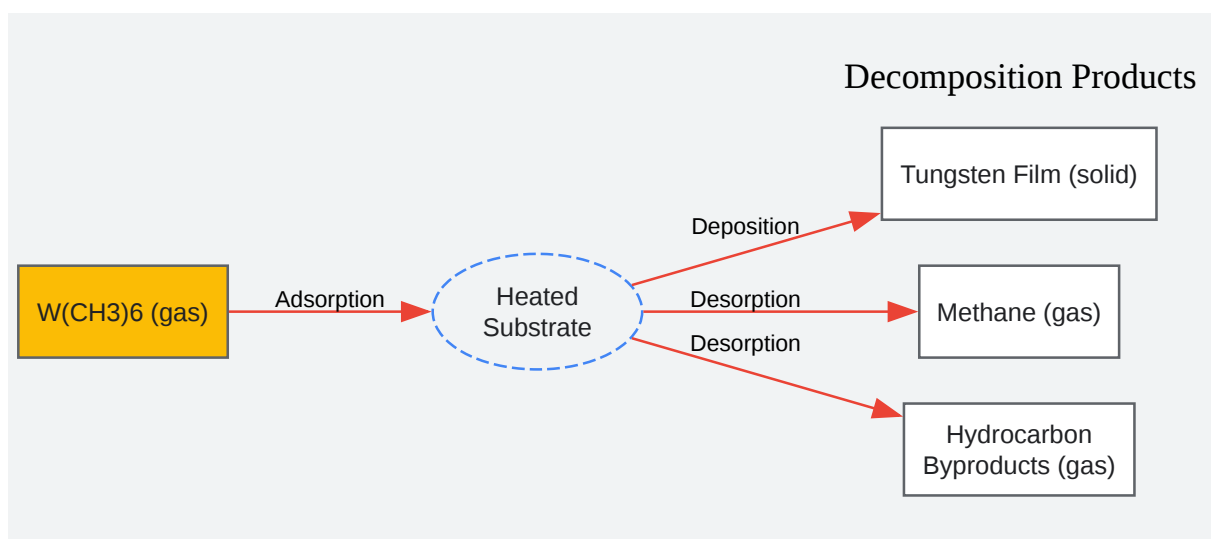 Decomposition Products
Tungsten Film (solid)
Deposition
W(CH3)6 (gas)
Adsorption
Heated
Substrate
Desorption
Methane (gas)
Desorption
Hydrocarbon
Byproducts (gas)